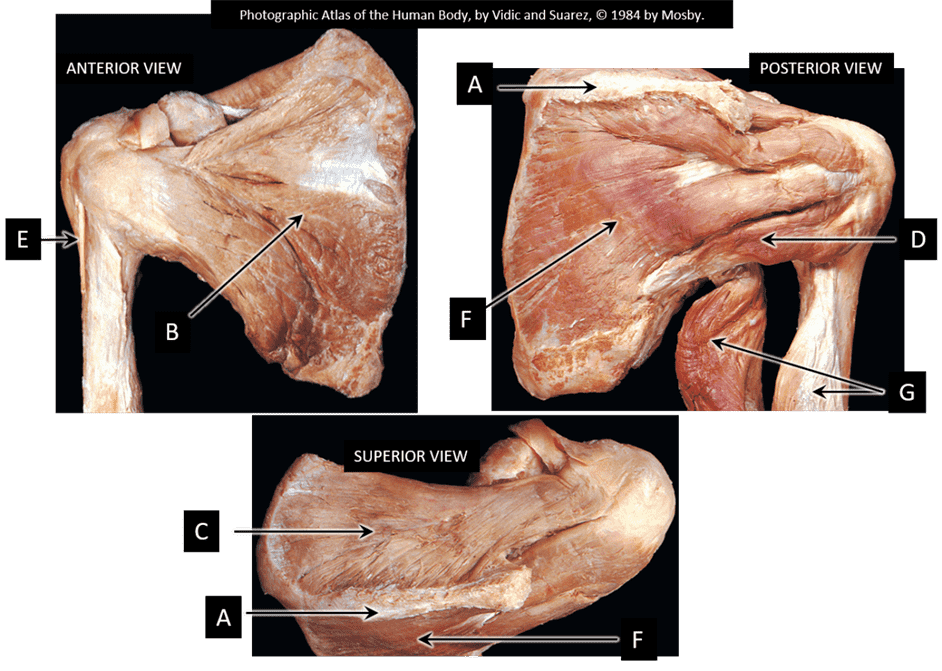 Photographic Atlas of the Human Body, by Vidic and Suarez, © 1984 by Mosby.
ANTERIOR VIEW
POSTERIOR VIEW
A
E
B
D
F
G
SUPERIOR VIEW
C
A
F